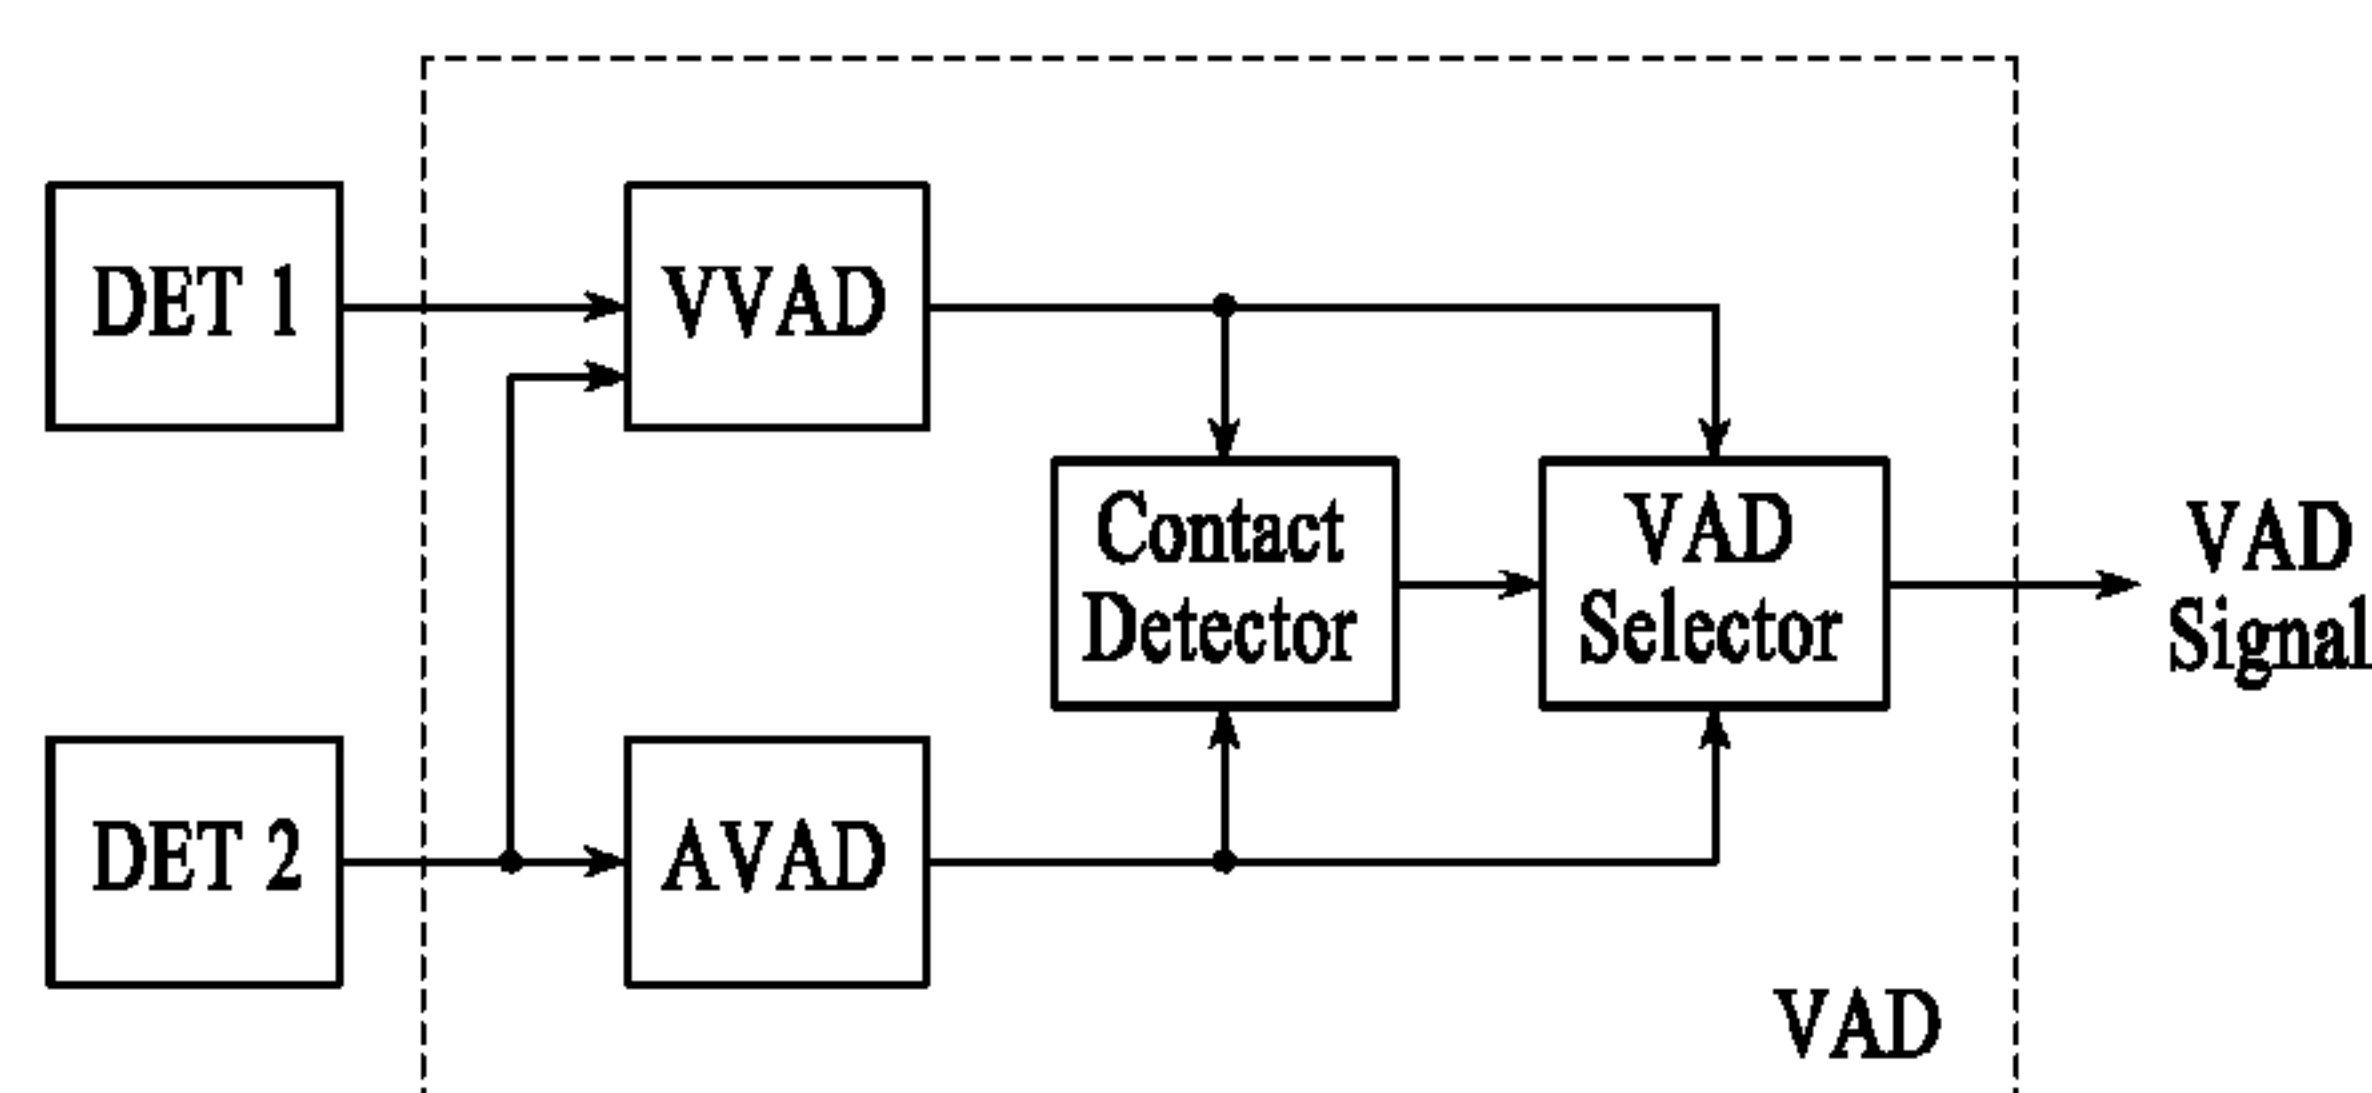 DET 1
VVAD
Contact
Detector
VAD
Selector
VAD
Signal
DET 2
AVAD
VAD